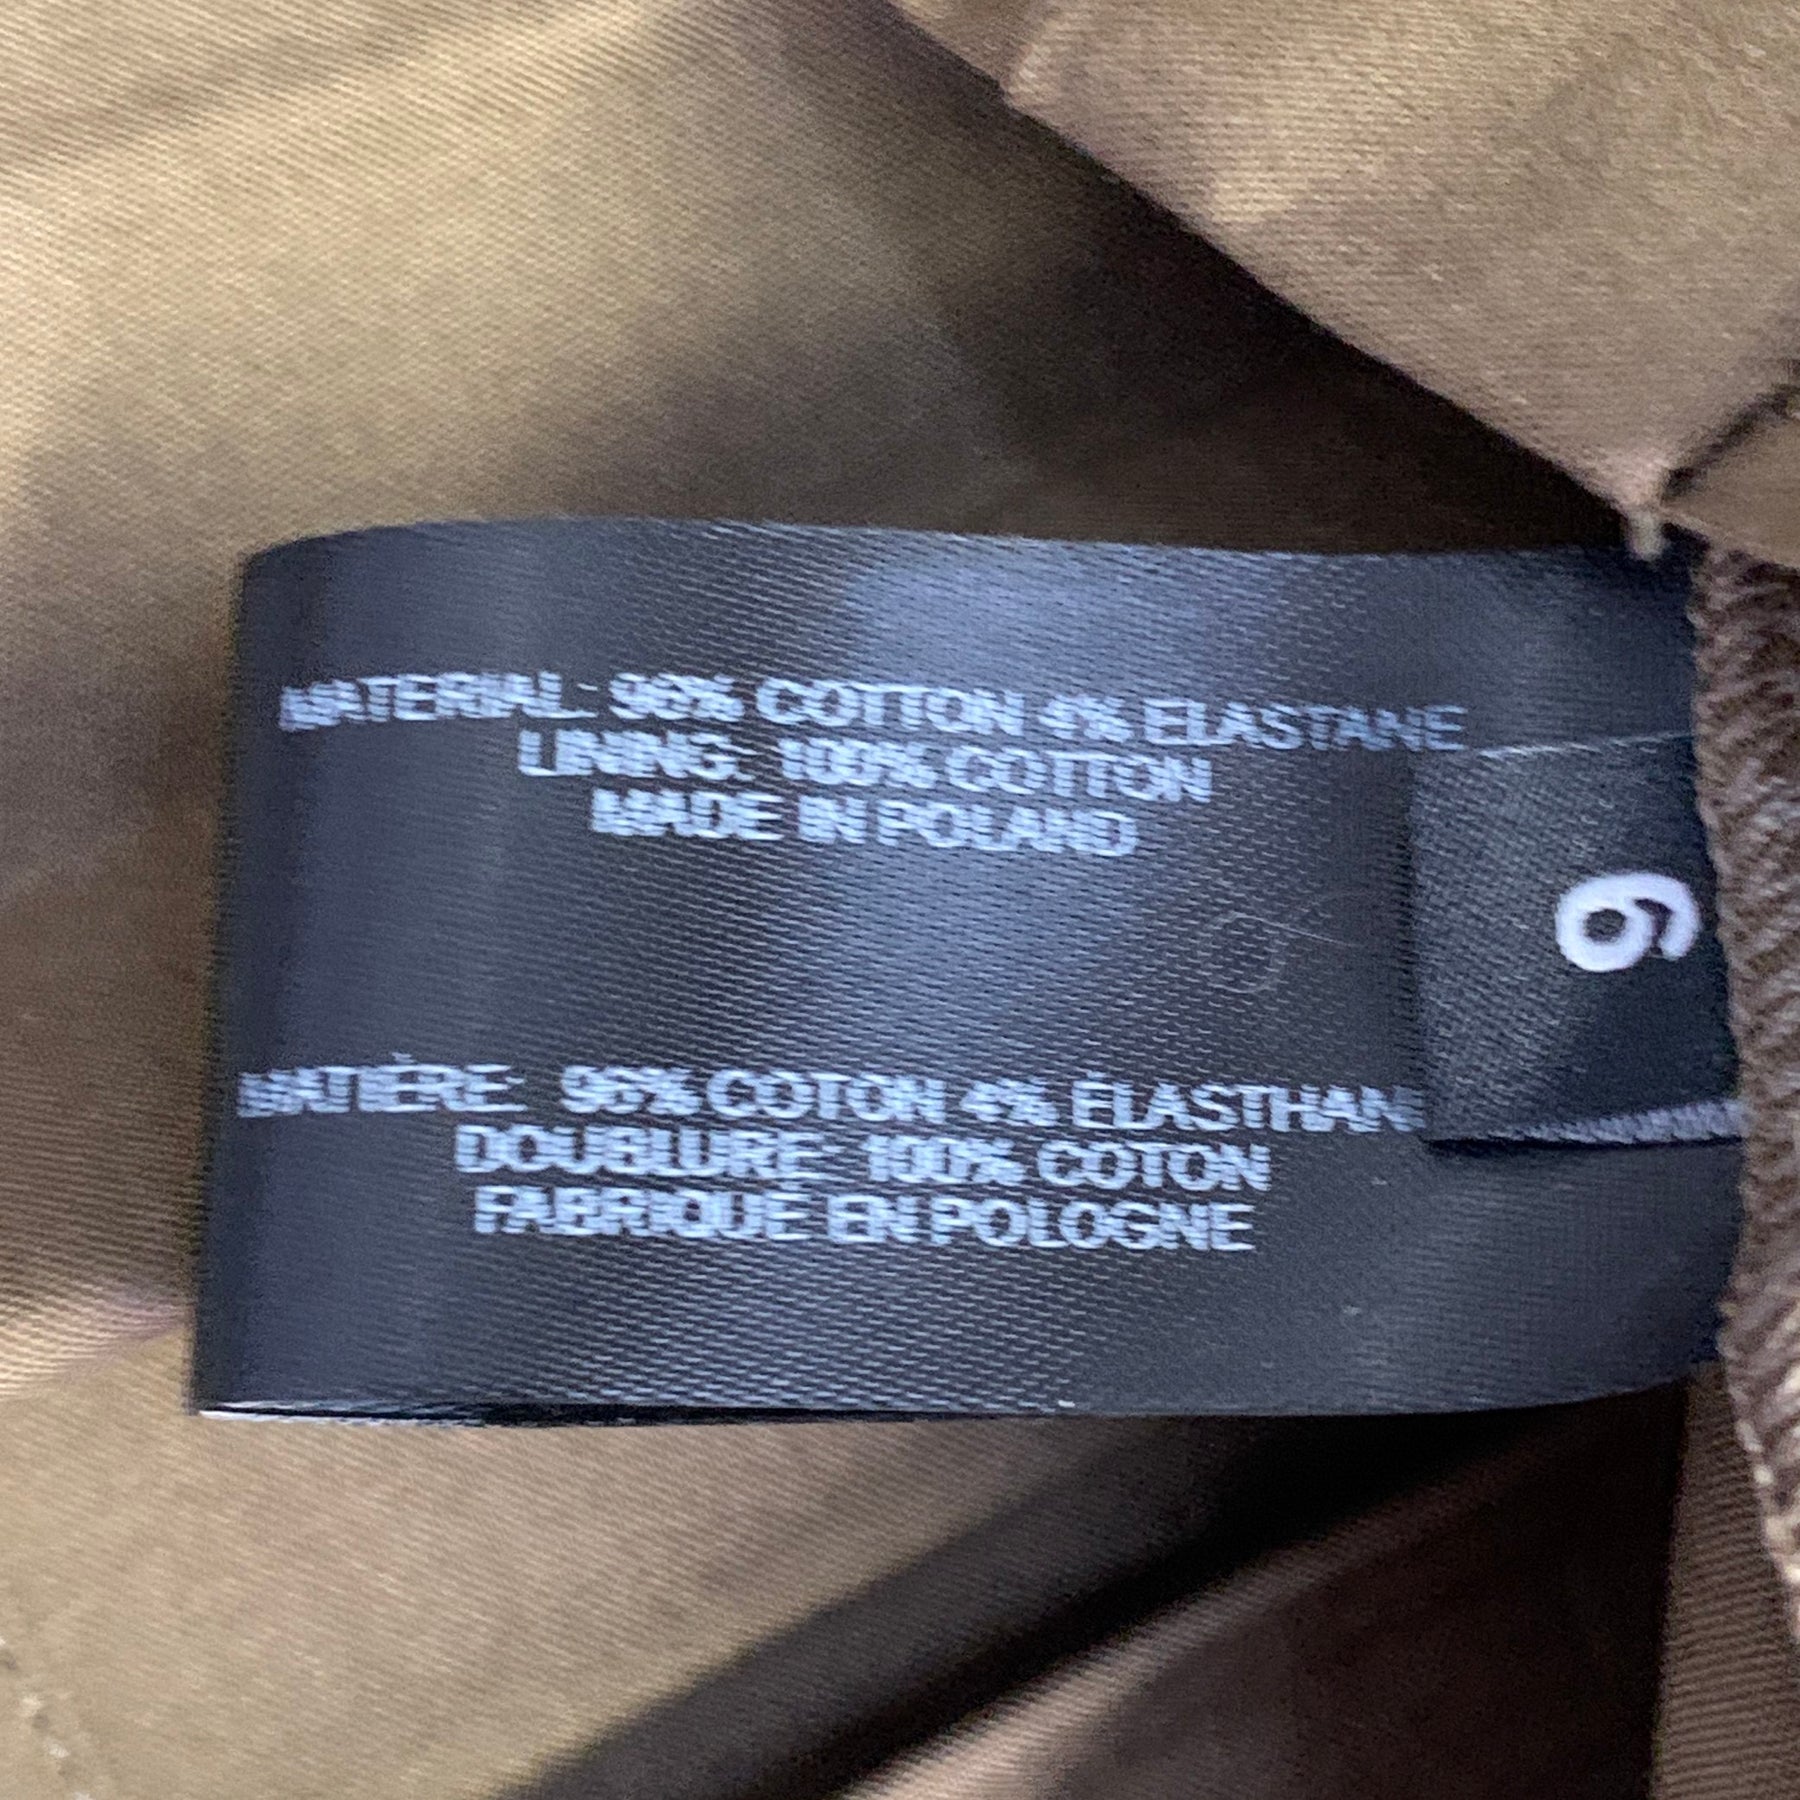 MATERIAL: 96% COTTON 4% ELASTANE
LINING: 100% COTTON
MADE IN POLAND
6
MATIÈRE: 96% COTON 4% ÉLASTHAN
DOUBLURE: 100% COTON
FABRIQUÉ EN POLOGNE